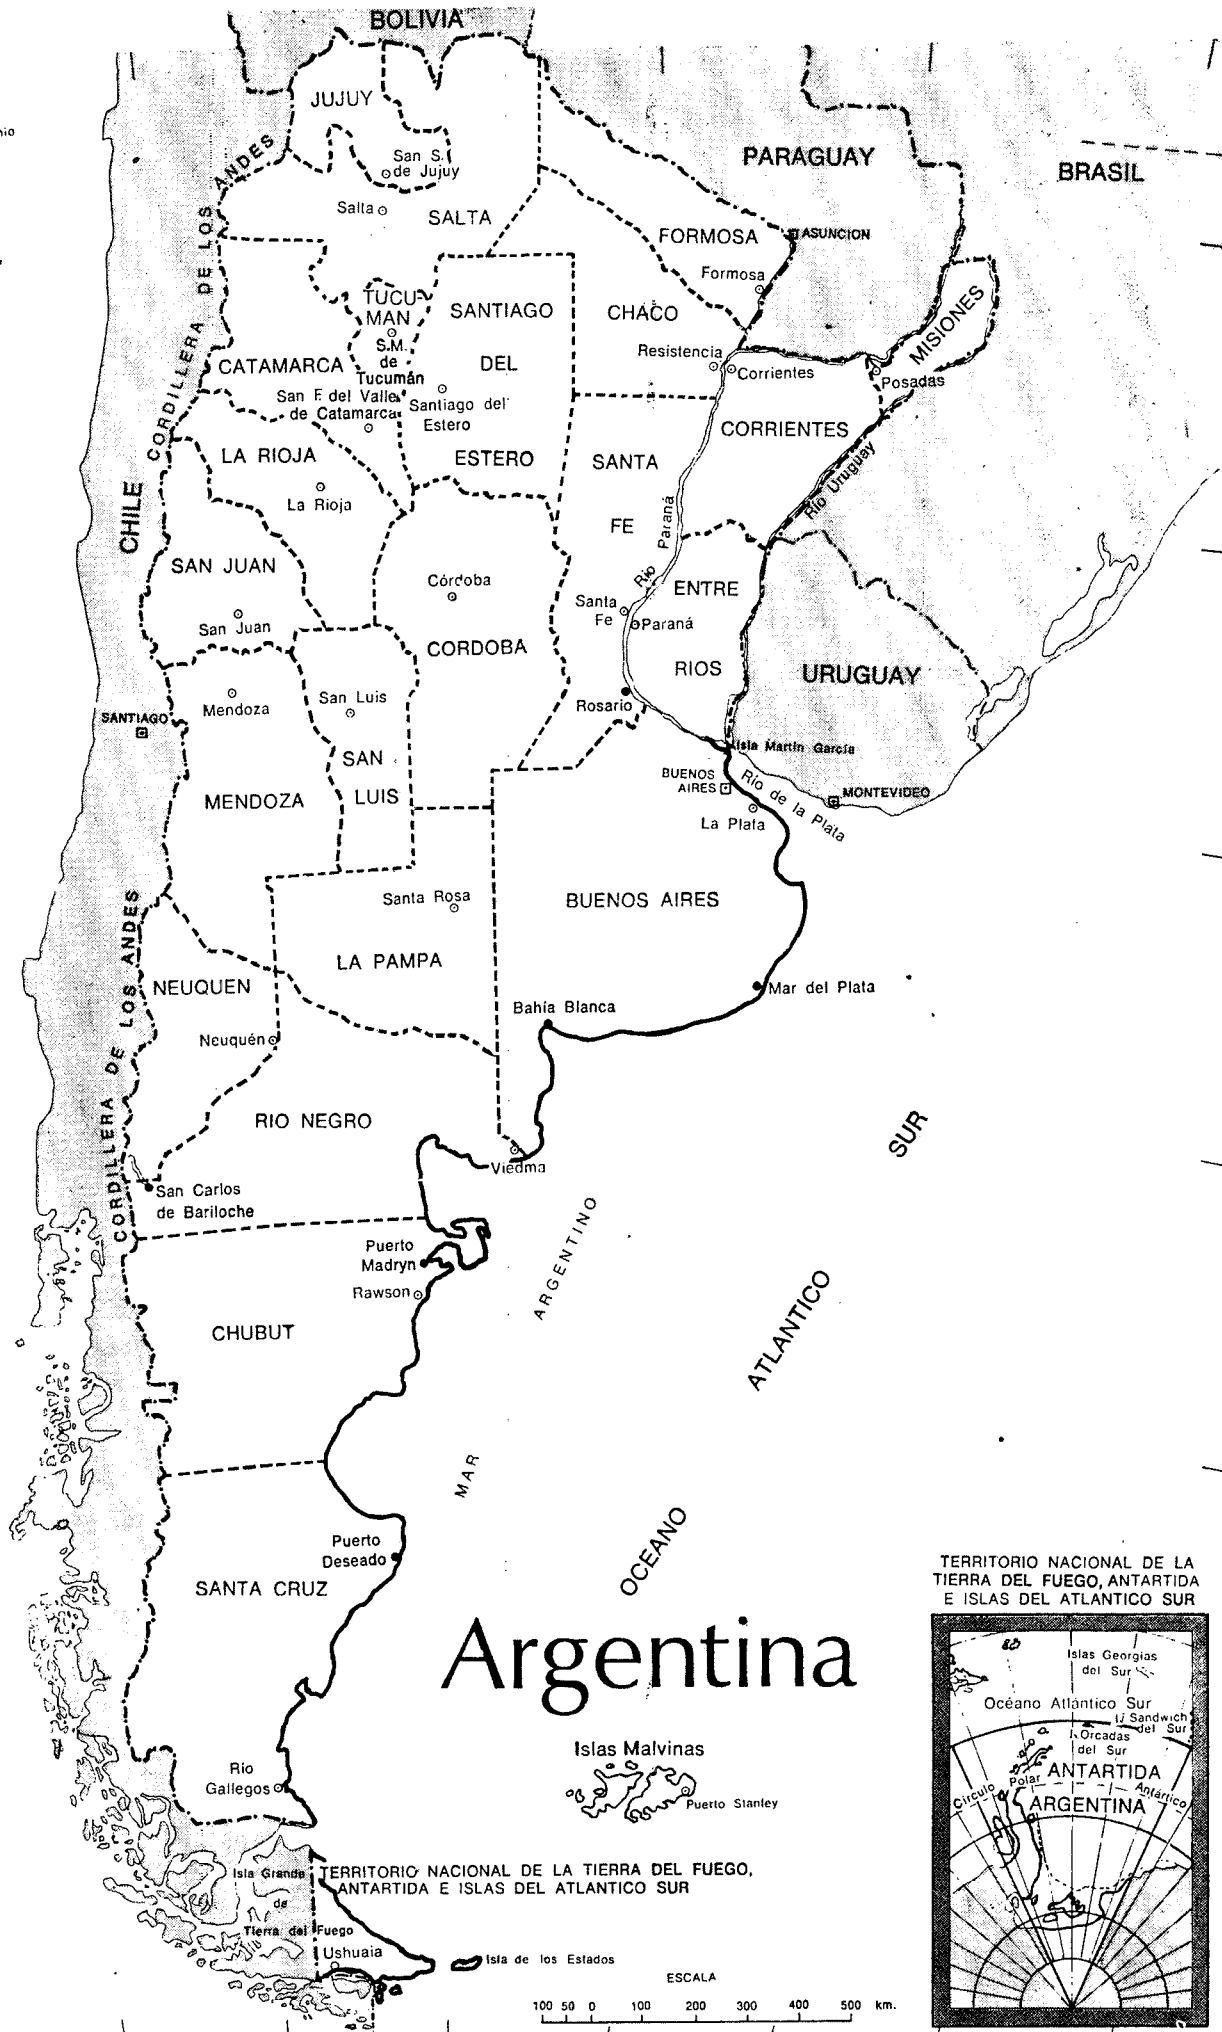 BOLIVIA
JUJUY
San S.
de Jujuy
CORDILLERA DE LOS ANDES
Salta
SALTA
PARAGUAY
BRASIL
FORMOSA
ASUNCION
Formosa
TUCU-
MAN
S.M.
de
Tucumán
SANTIAGO
DEL
ESTERO
CHACO
MISIONES
Resistencia
Corrientes
Posadas
CATAMARCA
San F. del Valle
de Catamarca
Santiago del
Estero
CORRIENTES
LA RIOJA
La Rioja
SANTA
FE
Río Uruguay
Río Paraná
CHILE
SAN JUAN
San Juan
Córdoba
CORDOBA
Santa
Fe
Paraná
ENTRE
RIOS
URUGUAY
Rosario
SANTIAGO
Mendoza
MENDOZA
San Luis
SAN
LUIS
Isla Martín García
BUENOS
AIRES
Río de la Plata
MONTEVIDEO
La Plata
Santa Rosa
BUENOS AIRES
LA PAMPA
CORDILLERA DE LOS ANDES
NEUQUEN
Neuquén
Mar del Plata
Bahía Blanca
RIO NEGRO
Viedma
San Carlos
de Bariloche
Puerto
Madryn
Rawson
CHUBUT
MAR ARGENTINO
OCEANO ATLANTICO SUR
Puerto
Deseado
SANTA CRUZ
Argentina
Islas Malvinas
Puerto Stanley
Río
Gallegos
Isla Grande
de
Tierra del Fuego
TERRITORIO NACIONAL DE LA TIERRA DEL FUEGO,
ANTARTIDA E ISLAS DEL ATLANTICO SUR
Ushuaia
Isla de los Estados
ESCALA
100 50 0 100 200 300 400 500 km.
TERRITORIO NACIONAL DE LA
TIERRA DEL FUEGO, ANTARTIDA
E ISLAS DEL ATLANTICO SUR
Islas Georgias
del Sur
Océano Atlántico Sur
Sandwich
del Sur
Orcadas
del Sur
ANTARTIDA
ARGENTINA
Círculo Polar Antártico